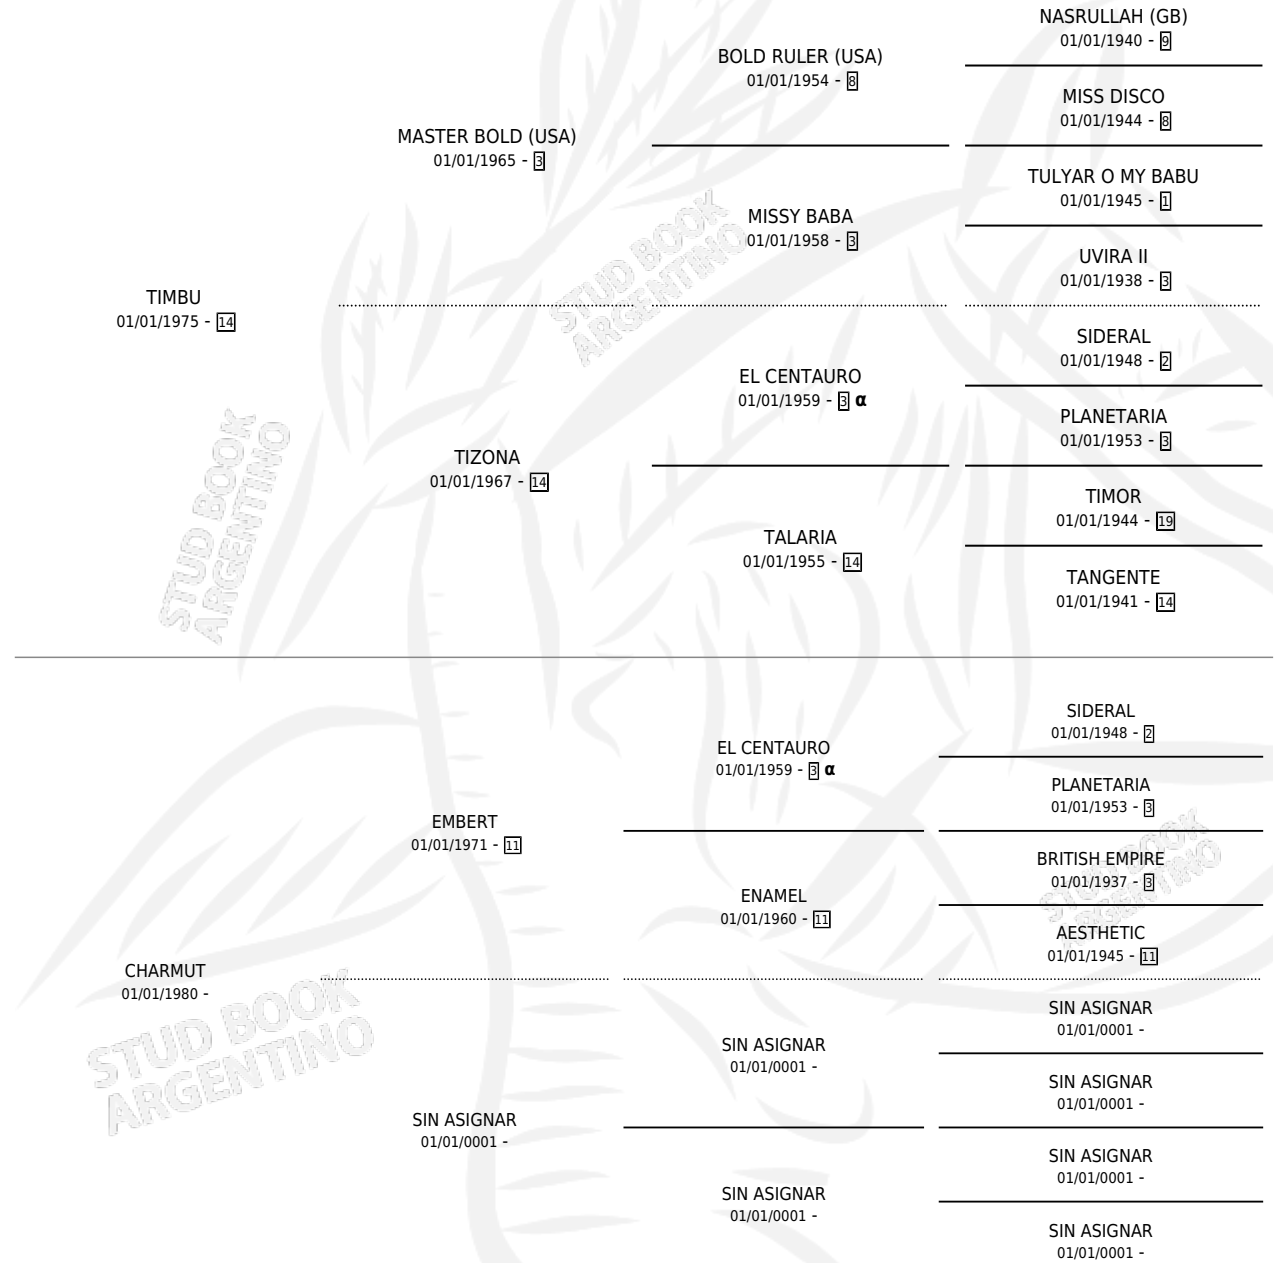 NASRULLAH (GB)
01/01/1940 - 9
BOLD RULER (USA)
01/01/1954 - 8
MISS DISCO
01/01/1944 - 8
MASTER BOLD (USA)
01/01/1965 - 3
TULYAR O MY BABU
01/01/1945 - 1
MISSY BABA
01/01/1958 - 3
UVIRA II
01/01/1938 - 3
TIMBU
01/01/1975 - 14
SIDERAL
01/01/1948 - 2
EL CENTAURO
01/01/1959 - 3 α
PLANETARIA
01/01/1953 - 3
TIZONA
01/01/1967 - 14
TIMOR
01/01/1944 - 19
TALARIA
01/01/1955 - 14
TANGENTE
01/01/1941 - 14
STUD BOOK
ARGENTINO
STUD BOOK
ARGENTINO
SIDERAL
01/01/1948 - 2
EL CENTAURO
01/01/1959 - 3 α
PLANETARIA
01/01/1953 - 3
EMBERT
01/01/1971 - 11
BRITISH EMPIRE
01/01/1937 - 3
ENAMEL
01/01/1960 - 11
AESTHETIC
01/01/1945 - 11
CHARMUT
01/01/1980 -
SIN ASIGNAR
01/01/0001 -
SIN ASIGNAR
01/01/0001 -
SIN ASIGNAR
01/01/0001 -
SIN ASIGNAR
01/01/0001 -
SIN ASIGNAR
01/01/0001 -
SIN ASIGNAR
01/01/0001 -
SIN ASIGNAR
01/01/0001 -
STUD BOOK
ARGENTINO
STUD BOOK
ARGENTINO